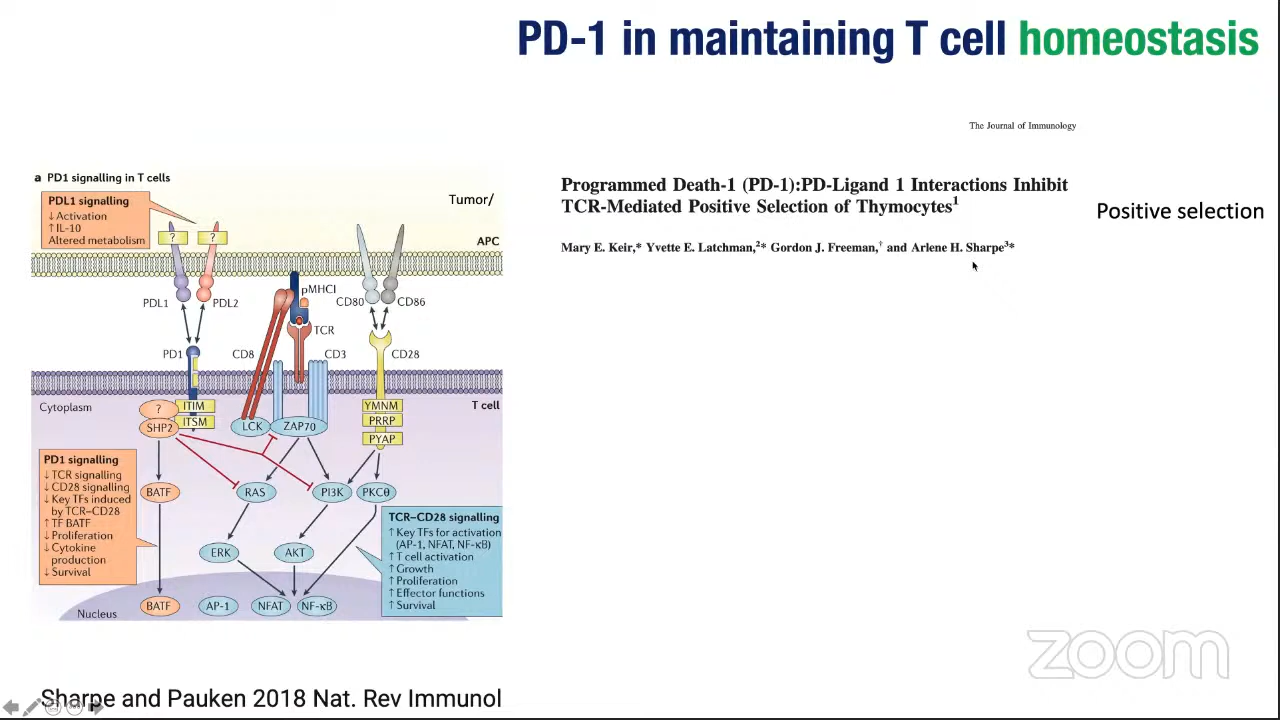 PD-1 in maintaining T cell homeostasis
The Journal of Immunology
Programmed Death-1 (PD-1):PD-Ligand 1 Interactions Inhibit
TCR-Mediated Positive Selection of Thymocytes1
Mary E. Keir,* Yvette E. Latchman,2* Gordon J. Freeman,† and Arlene H. Sharpe3*
Positive selection
a PD1 signalling in T cells
PDL1 signalling
↓ Activation
↑ IL-10
Altered metabolism
Tumor/
APC
? ?
PDL1
PDL2
pMHCI
CD80
CD86
TCR
PD1
CD8
CD3
CD28
Cytoplasm
T cell
?
SHP2
ITIM
ITSM
LCK
ZAP70
YMNM
PRRP
PYAP
PD1 signalling
↓ TCR signalling
↓ CD28 signalling
↓ Key TFs induced
by TCR–CD28
↑ TF BATF
↓ Proliferation
↓ Cytokine
production
↓ Survival
BATF
RAS
PI3K
PKCθ
TCR–CD28 signalling
↑ Key TFs for activation
(AP-1, NFAT, NF-κB)
↑ T cell activation
↑ Growth
↑ Proliferation
↑ Effector functions
↑ Survival
ERK
AKT
BATF
AP-1
NFAT
NF-κB
Nucleus
Sharpe and Pauken 2018 Nat. Rev Immunol
zoom